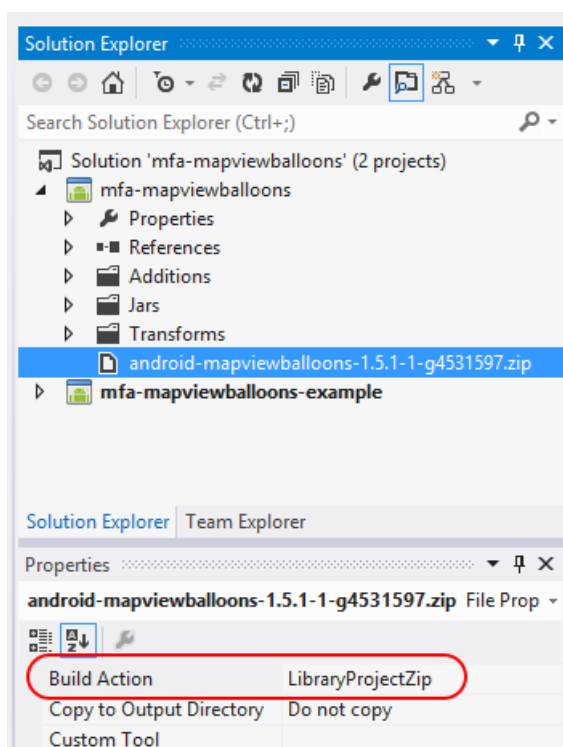 Solution Explorer
Search Solution Explorer (Ctrl+;)
Solution 'mfa-mapviewballoons' (2 projects)
mfa-mapviewballoons
Properties
References
Additions
Jars
Transforms
android-mapviewballoons-1.5.1-1-g4531597.zip
mfa-mapviewballoons-example
Solution Explorer Team Explorer
Properties
android-mapviewballoons-1.5.1-1-g4531597.zip File Prop
Build Action LibraryProjectZip
Copy to Output Directory Do not copy
Custom Tool